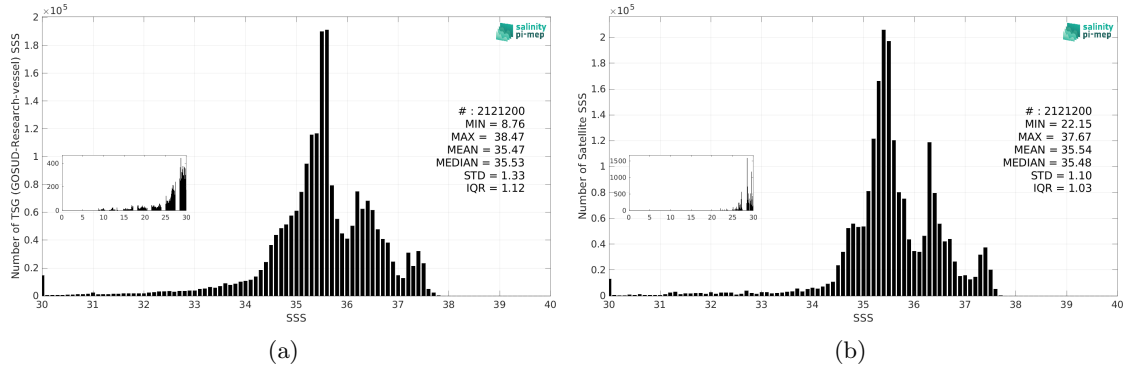 ×10⁵
2
1.8
1.6
1.4
1.2
1
0.8
0.6
0.4
0.2
0
Number of TSG (GOSUD-Research-vessel) SSS
salinity
pi-mep
# : 2121200
MIN = 8.76
MAX = 38.47
MEAN = 35.47
MEDIAN = 35.53
STD = 1.33
IQR = 1.12
400
200
0
0 5 10 15 20 25 30
30 31 32 33 34 35 36 37 38 39 40
SSS
(a)
×10⁵
2
1.8
1.6
1.4
1.2
1
0.8
0.6
0.4
0.2
0
Number of Satellite SSS
salinity
pi-mep
# : 2121200
MIN = 22.15
MAX = 37.67
MEAN = 35.54
MEDIAN = 35.48
STD = 1.10
IQR = 1.03
1500
1000
500
0
0 5 10 15 20 25 30
30 31 32 33 34 35 36 37 38 39 40
SSS
(b)